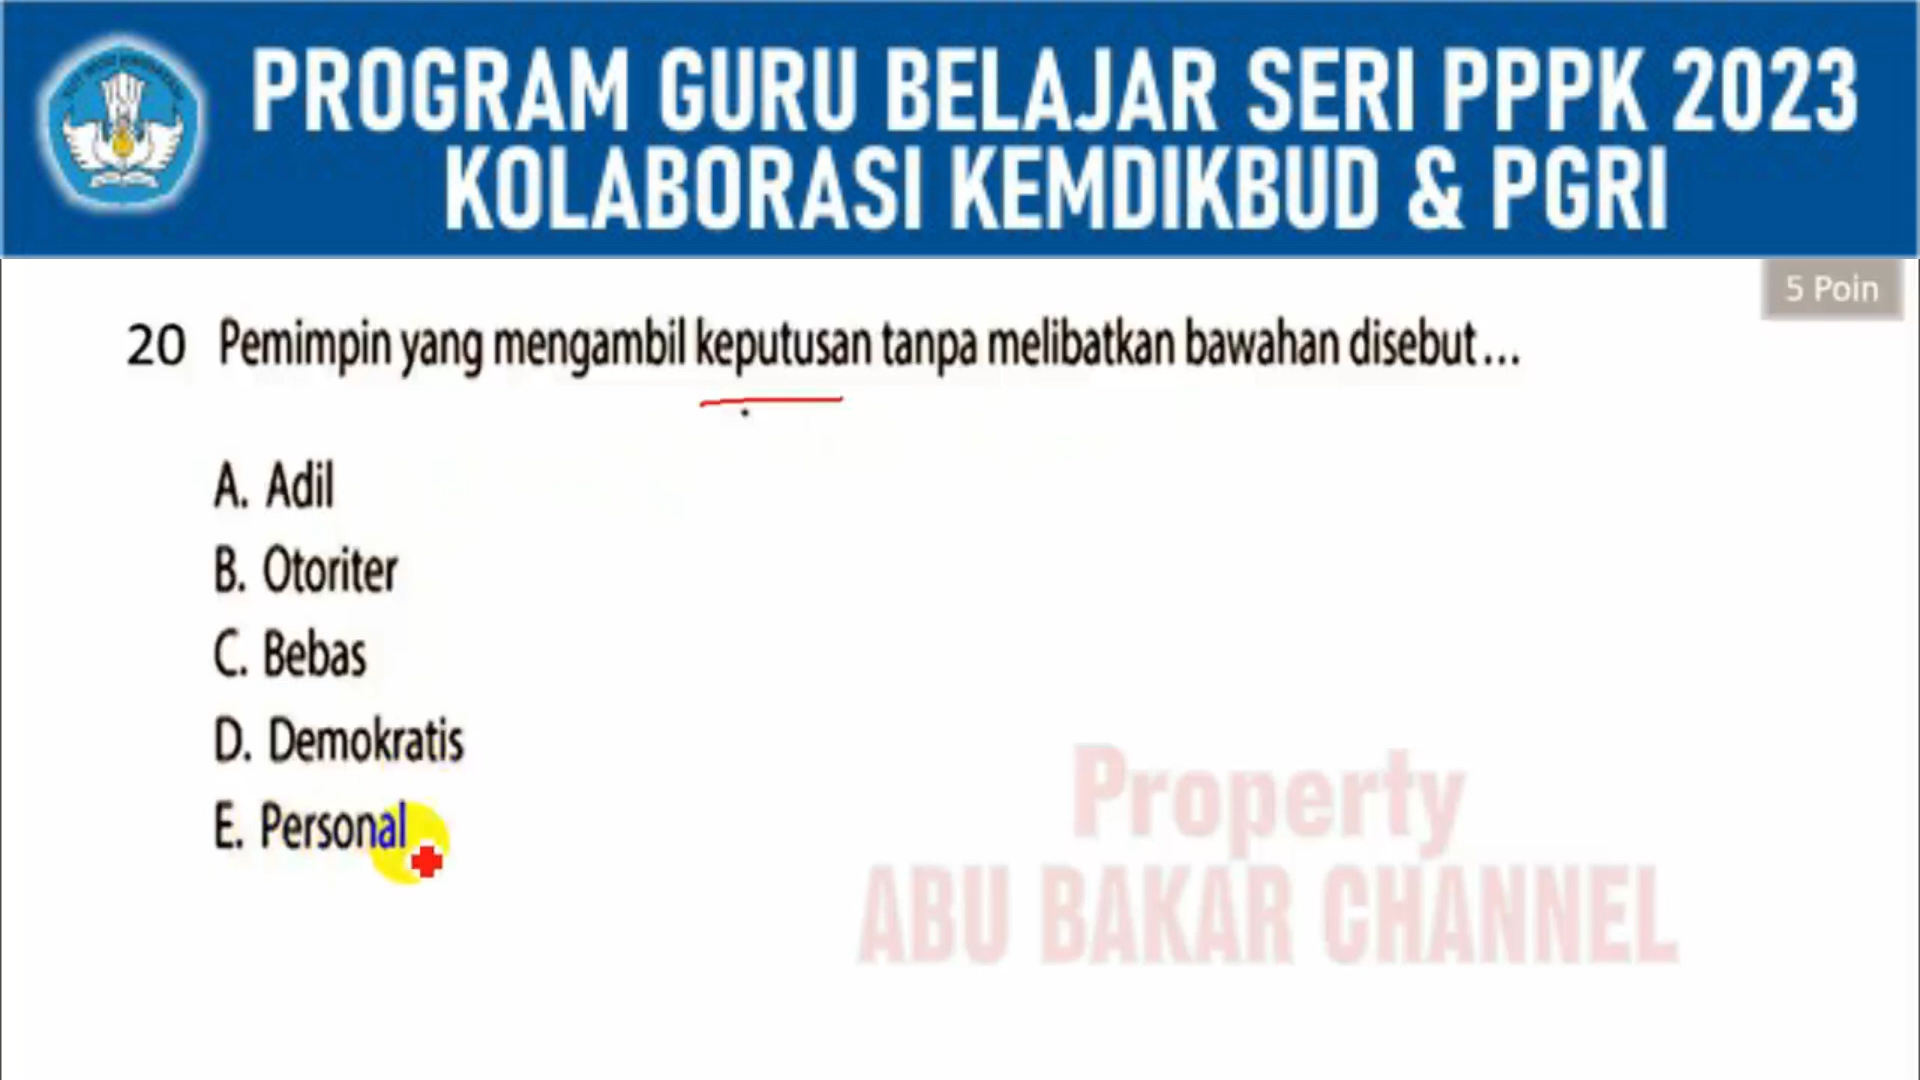 PROGRAM GURU BELAJAR SERI PPPK 2023
KOLABORASI KEMDIKBUD & PGRI
5 Poin
20 Pemimpin yang mengambil keputusan tanpa melibatkan bawahan disebut...
A. Adil
B. Otoriter
C. Bebas
D. Demokratis
E. Personal
Property
ABU BAKAR CHANNEL